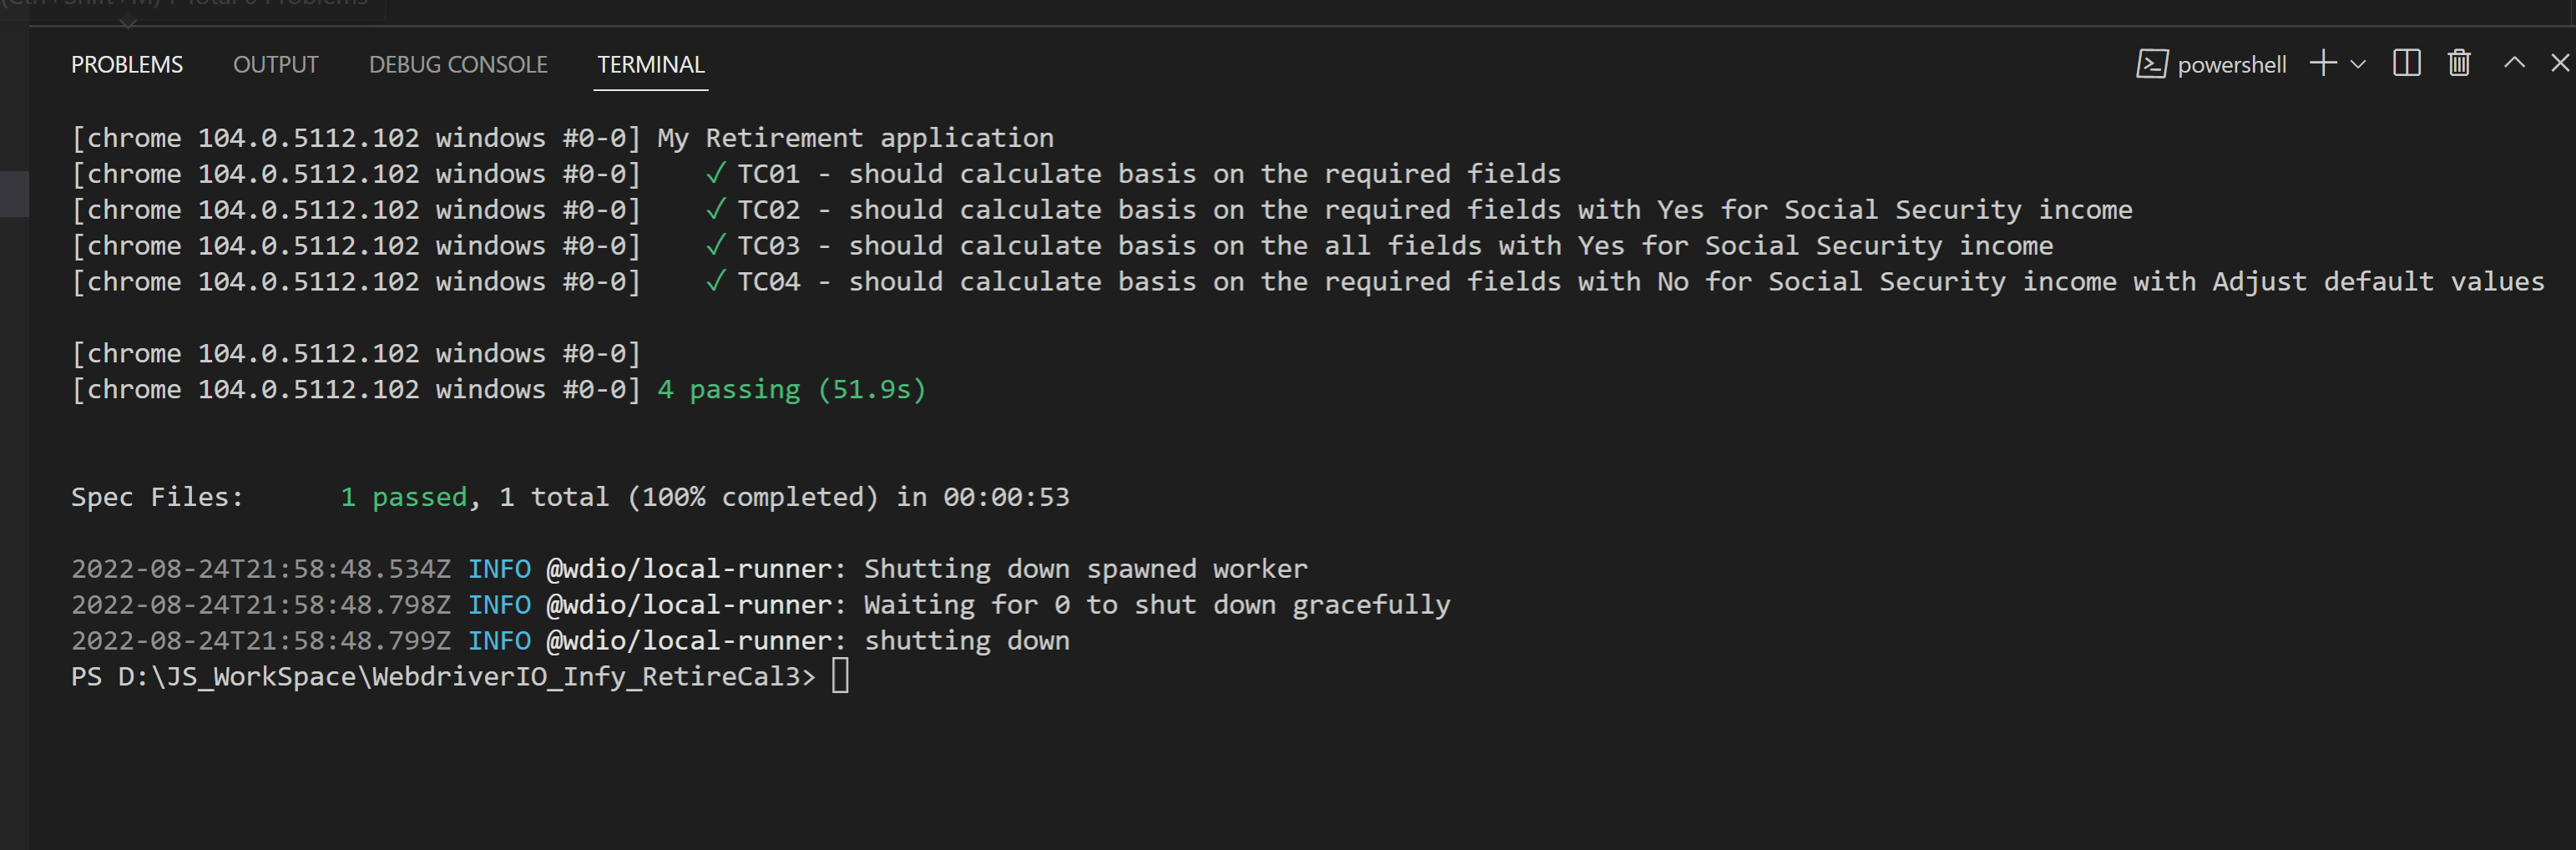 (Ctrl+Shift+M) Total 0 Problems
PROBLEMS OUTPUT DEBUG CONSOLE TERMINAL powershell
[chrome 104.0.5112.102 windows #0-0] My Retirement application
[chrome 104.0.5112.102 windows #0-0] ✓ TC01 - should calculate basis on the required fields
[chrome 104.0.5112.102 windows #0-0] ✓ TC02 - should calculate basis on the required fields with Yes for Social Security income
[chrome 104.0.5112.102 windows #0-0] ✓ TC03 - should calculate basis on the all fields with Yes for Social Security income
[chrome 104.0.5112.102 windows #0-0] ✓ TC04 - should calculate basis on the required fields with No for Social Security income with Adjust default values
[chrome 104.0.5112.102 windows #0-0]
[chrome 104.0.5112.102 windows #0-0] 4 passing (51.9s)
Spec Files: 1 passed, 1 total (100% completed) in 00:00:53
2022-08-24T21:58:48.534Z INFO @wdio/local-runner: Shutting down spawned worker
2022-08-24T21:58:48.798Z INFO @wdio/local-runner: Waiting for 0 to shut down gracefully
2022-08-24T21:58:48.799Z INFO @wdio/local-runner: shutting down
PS D:\JS_WorkSpace\WebdriverIO_Infy_RetireCal3>